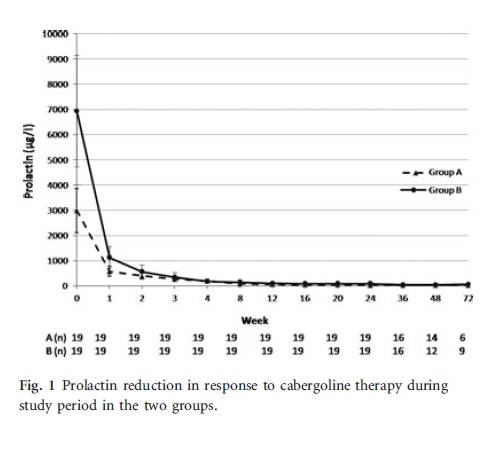 10000
9000
8000
7000
6000
5000
4000
3000
2000
1000
0
Prolactin (µg/l)
Group A
Group B
0 1 2 3 4 8 12 16 20 24 36 48 72
Week
A (n) 19 19 19 19 19 19 19 19 19 19 16 14 6
B (n) 19 19 19 19 19 19 19 19 19 19 16 12 9
Fig. 1 Prolactin reduction in response to cabergoline therapy during
study period in the two groups.